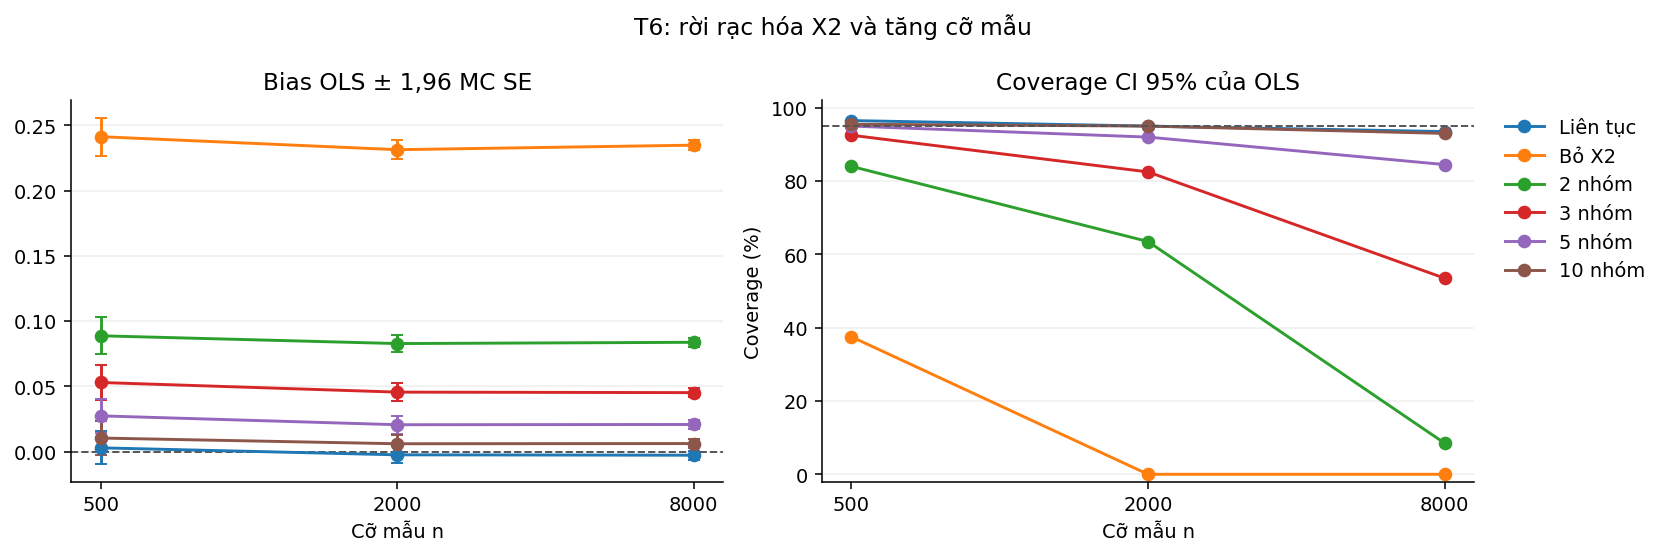 T6: rời rạc hóa X2 và tăng cỡ mẫu
Bias OLS ± 1,96 MC SE
0.25
0.20
0.15
0.10
0.05
0.00
500
2000
8000
Cỡ mẫu n
Coverage CI 95% của OLS
Coverage (%)
100
80
60
40
20
0
500
2000
8000
Cỡ mẫu n
Liên tục
Bỏ X2
2 nhóm
3 nhóm
5 nhóm
10 nhóm